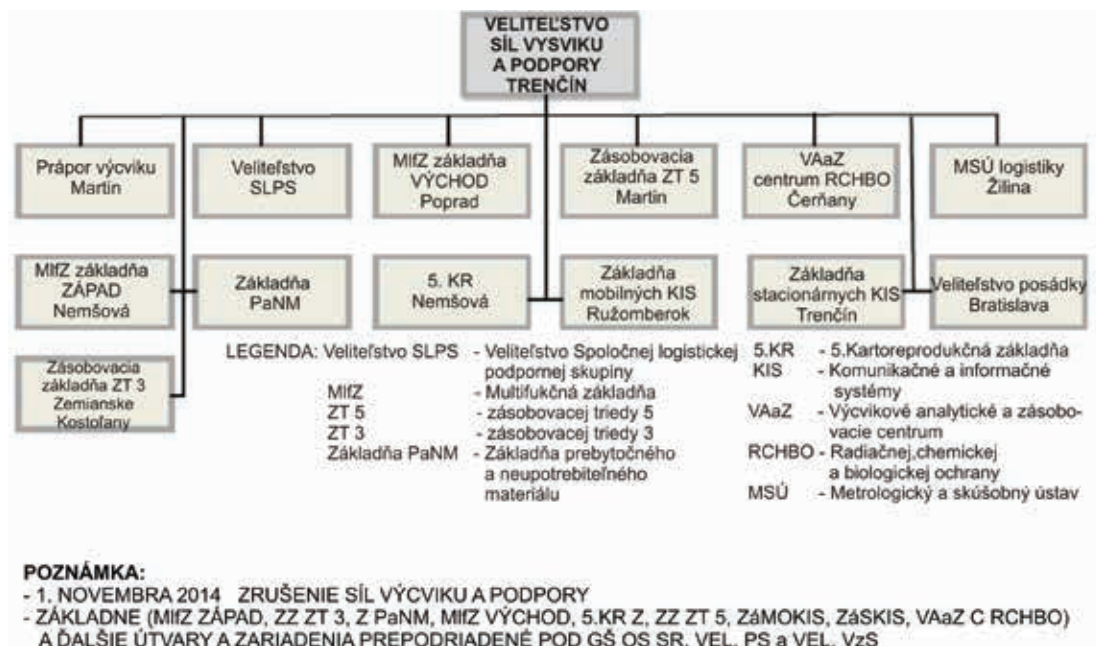 VELITEĽSTVO
SÍL VYSVIKU
A PODPORY
TRENČÍN
Prápor výcviku
Martin
Veliteľstvo
SLPS
MIfZ základňa
VÝCHOD
Poprad
Zásobovacia
základňa ZT 5
Martin
VAaZ
centrum RCHBO
Čerňany
MSÚ logistiky
Žilina
MIfZ základňa
ZÁPAD
Nemšová
Základňa
PaNM
5. KR
Nemšová
Základňa
mobilných KIS
Ružomberok
Základňa
stacionárnych KIS
Trenčín
Veliteľstvo posádky
Bratislava
Zásobovacia
základňa ZT 3
Zemianske
Kostoľany
LEGENDA: Veliteľstvo SLPS - Veliteľstvo Spoločnej logistickej
podpornej skupiny
MIfZ - Multifukčná základňa
ZT 5 - zásobovacej triedy 5
ZT 3 - zásobovacej triedy 3
Základňa PaNM - Základňa prebytočného
a neupotrebiteľného
materiálu
5.KR - 5.Kartoreprodukčná základňa
KIS - Komunikačné a informačné
systémy
VAaZ - Výcvikové analytické a zásobo-
vacie centrum
RCHBO - Radiačnej,chemickej
a biologickej ochrany
MSÚ - Metrologický a skúšobný ústav
POZNÁMKA:
- 1. NOVEMBRA 2014 ZRUŠENIE SÍL VÝCVIKU A PODPORY
- ZÁKLADNE (MIfZ ZÁPAD, ZZ ZT 3, Z PaNM, MIfZ VÝCHOD, 5.KR Z, ZZ ZT 5, ZáMOKIS, ZáSKIS, VAaZ C RCHBO)
A ĎALŠIE ÚTVARY A ZARIADENIA PREPODRIADENÉ POD GŠ OS SR, VEL. PS a VEL. VzS